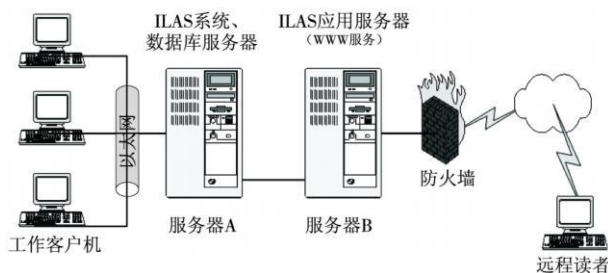 ILAS系统、
数据库服务器
ILAS应用服务器
(WWW服务)
以太网
防火墙
服务器A
服务器B
工作客户机
远程读者